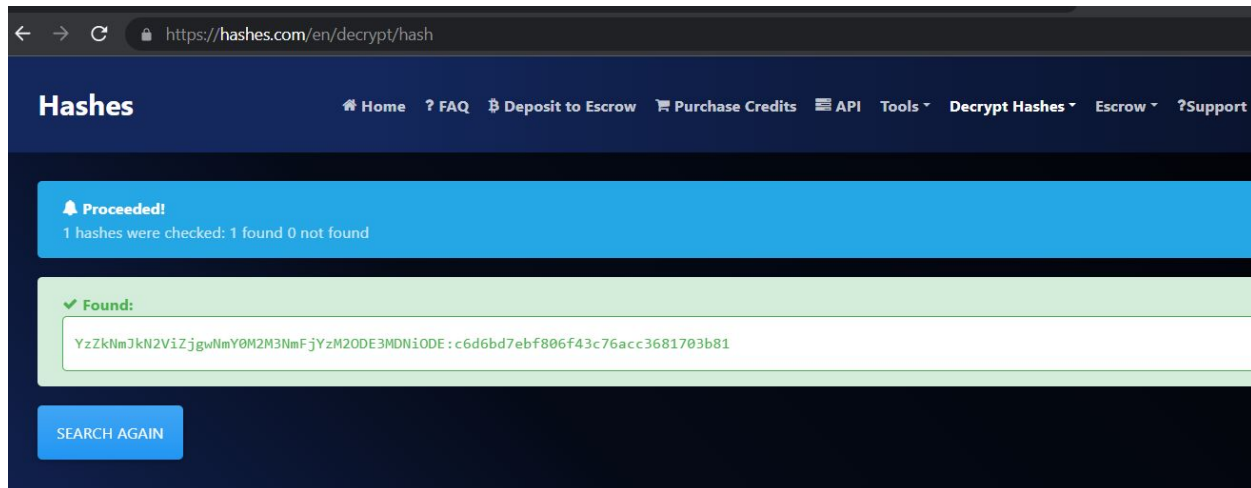 https://hashes.com/en/decrypt/hash
Hashes Home ? FAQ Deposit to Escrow Purchase Credits API Tools Decrypt Hashes Escrow ?Support
Proceeded!
1 hashes were checked: 1 found 0 not found
Found:
YzZkNmJkN2ViZjgwNmY0M2M3NmFjYzM2ODE3MDNiODE:c6d6bd7ebf806f43c76acc3681703b81
SEARCH AGAIN